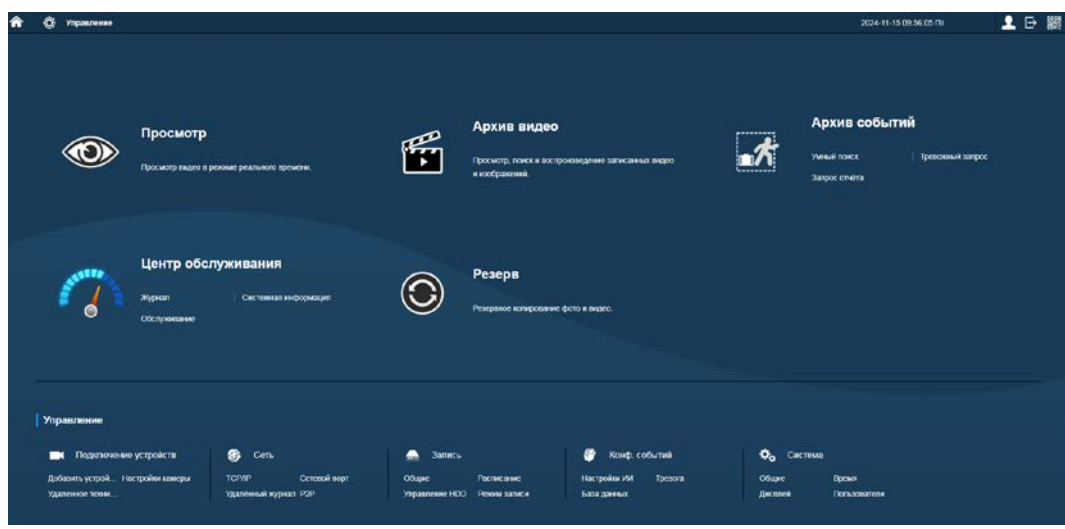 Управление 2024-11-15 09:56:05 Пт
Просмотр
Просмотр видео в режиме реального времени.
Архив видео
Просмотр, поиск и воспроизведение записанных видео
и изображений.
Архив событий
Умный поиск | Тревожный запрос
Запрос отчёта
Центр обслуживания
Журнал | Системная информация
Обслуживание
Резерв
Резервное копирование фото и видео.
Управление
Подключение устройств
Добавить устрой... Настройки камеры
Удаленное техни...
Сеть
TCP/IP Сетевой порт
Удалённый журнал P2P
Запись
Общие Расписание
Управление HDD Режим записи
Конф. событий
Настройки ИИ Тревога
База данных
Система
Общие Время
Дисплей Пользователи